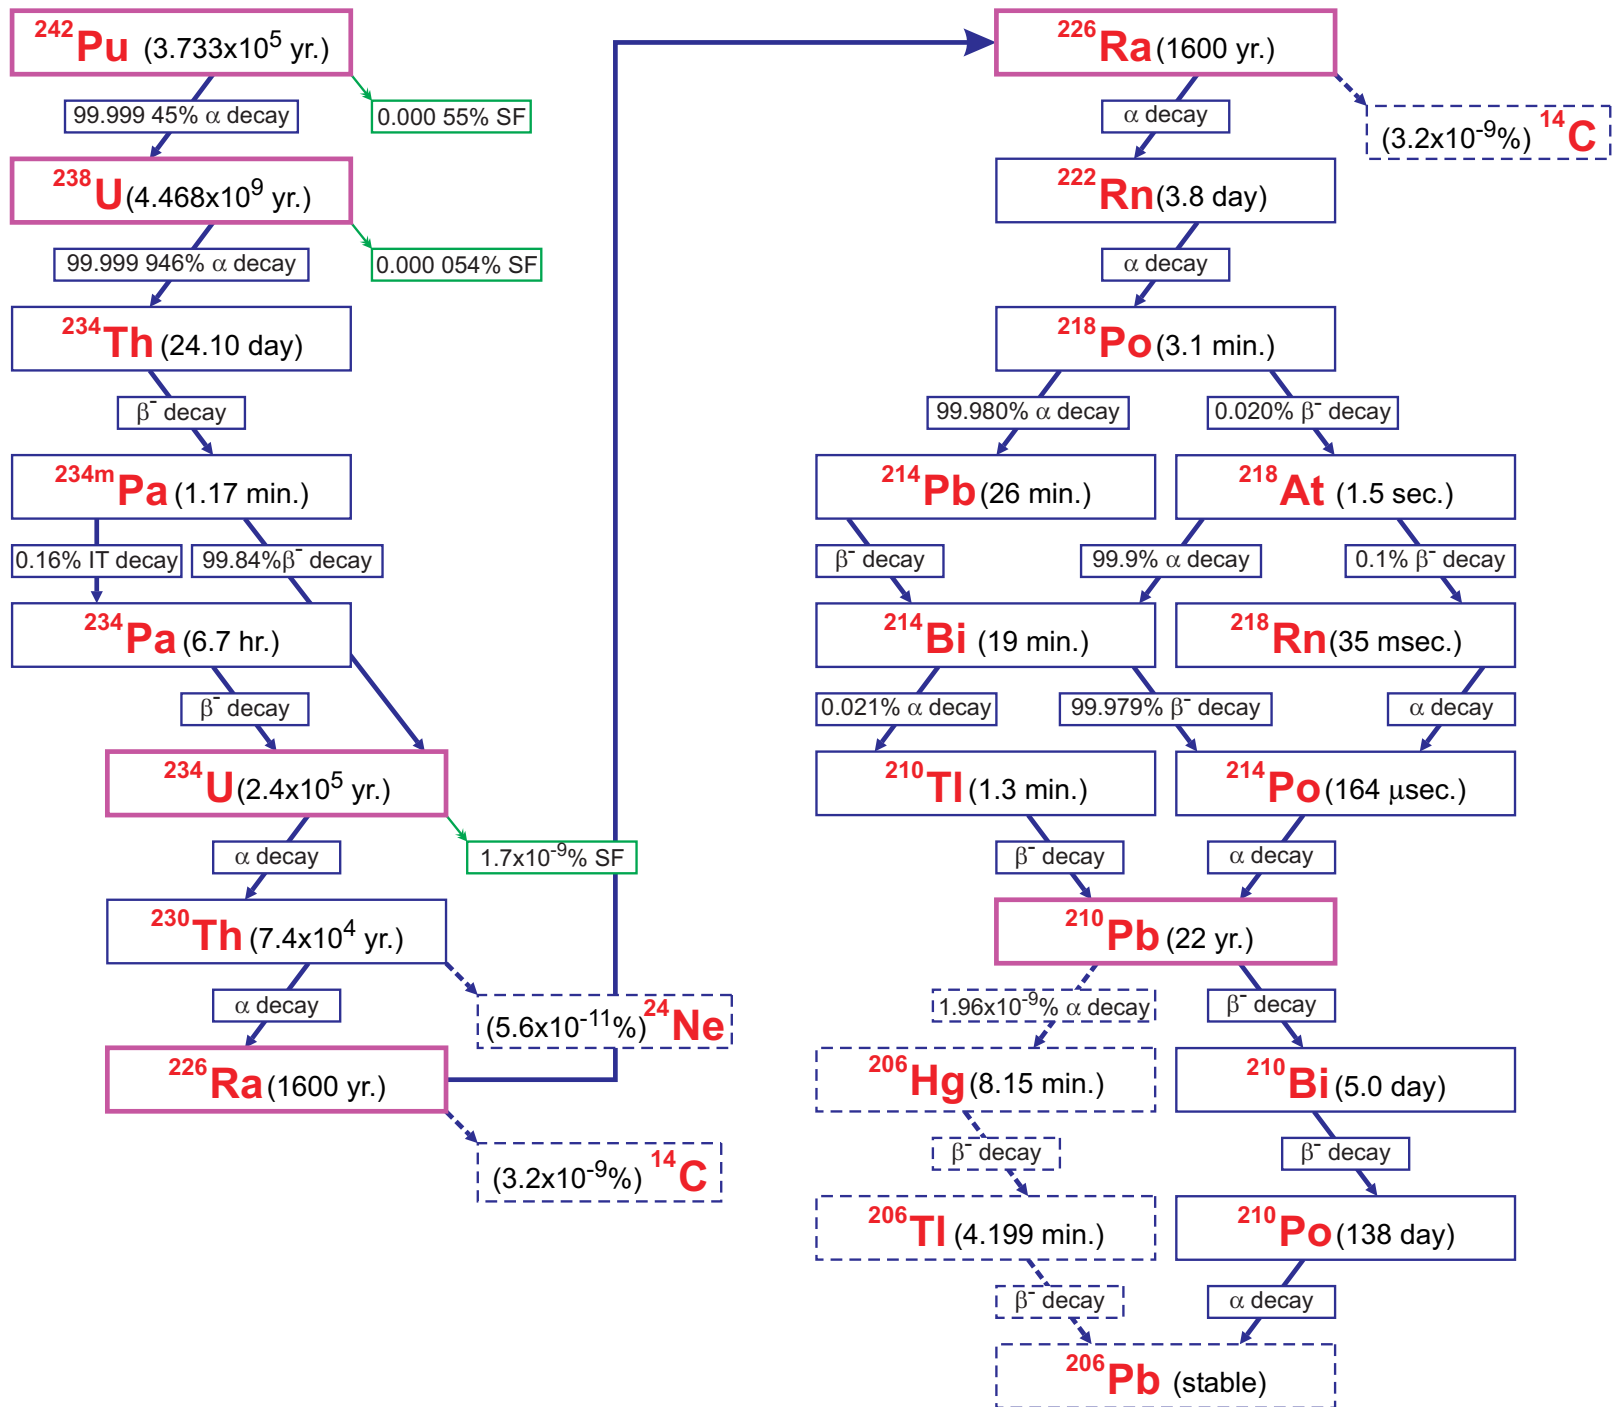 ²⁴²Pu (3.733x10⁵ yr.)
99.999 45% α decay
0.000 55% SF
²³⁸U (4.468x10⁹ yr.)
99.999 946% α decay
0.000 054% SF
²³⁴Th (24.10 day)
β⁻ decay
²³⁴ᵐPa (1.17 min.)
0.16% IT decay
99.84%β⁻ decay
²³⁴Pa (6.7 hr.)
β⁻ decay
²³⁴U (2.4x10⁵ yr.)
α decay
1.7x10⁻⁹% SF
²³⁰Th (7.4x10⁴ yr.)
α decay
(5.6x10⁻¹¹%) ²⁴Ne
²²⁶Ra (1600 yr.)
(3.2x10⁻⁹%) ¹⁴C
²²⁶Ra (1600 yr.)
α decay
(3.2x10⁻⁹%) ¹⁴C
²²²Rn (3.8 day)
α decay
²¹⁸Po (3.1 min.)
99.980% α decay
0.020% β⁻ decay
²¹⁴Pb (26 min.)
²¹⁸At (1.5 sec.)
β⁻ decay
99.9% α decay
0.1% β⁻ decay
²¹⁴Bi (19 min.)
²¹⁸Rn (35 msec.)
0.021% α decay
99.979% β⁻ decay
α decay
²¹⁰Tl (1.3 min.)
²¹⁴Po (164 μsec.)
β⁻ decay
α decay
²¹⁰Pb (22 yr.)
1.96x10⁻⁹% α decay
β⁻ decay
²⁰⁶Hg (8.15 min.)
²¹⁰Bi (5.0 day)
β⁻ decay
β⁻ decay
²⁰⁶Tl (4.199 min.)
²¹⁰Po (138 day)
β⁻ decay
α decay
²⁰⁶Pb (stable)